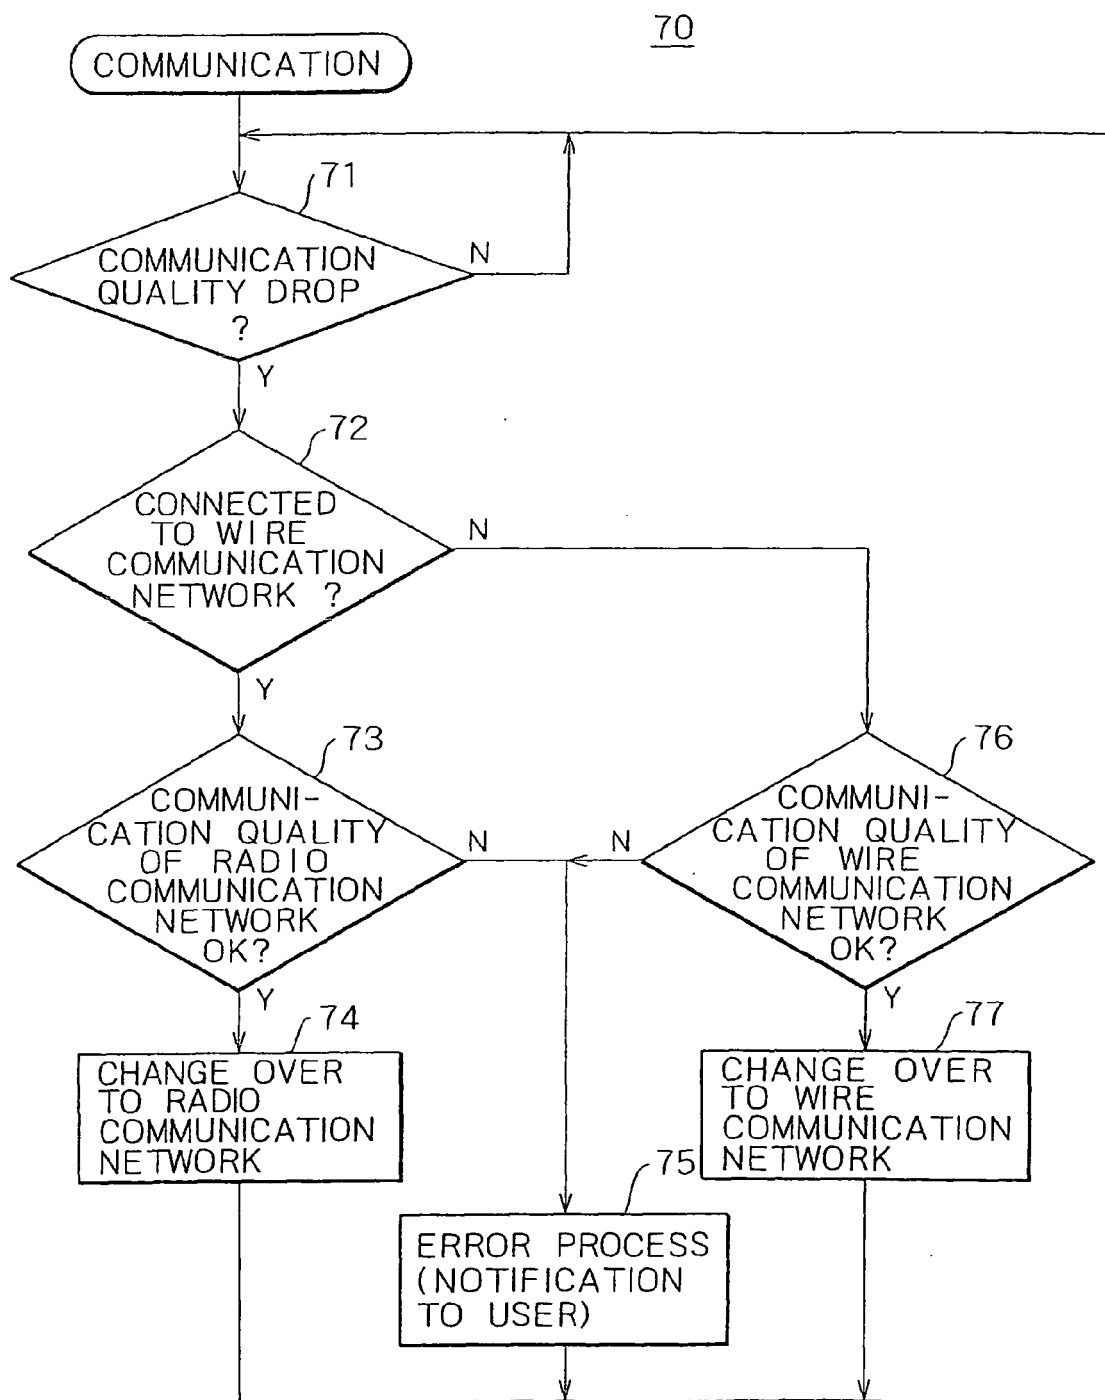 70
COMMUNICATION
71
COMMUNICATION
QUALITY DROP
?
N
Y
72
CONNECTED
TO WIRE
COMMUNICATION
NETWORK ?
N
Y
73
COMMUNI-
CATION QUALITY
OF RADIO
COMMUNICATION
NETWORK
OK?
N
Y
76
COMMUNI-
CATION QUALITY
OF WIRE
COMMUNICATION
NETWORK
OK?
N
Y
74
CHANGE OVER
TO RADIO
COMMUNICATION
NETWORK
77
CHANGE OVER
TO WIRE
COMMUNICATION
NETWORK
75
ERROR PROCESS
(NOTIFICATION
TO USER)